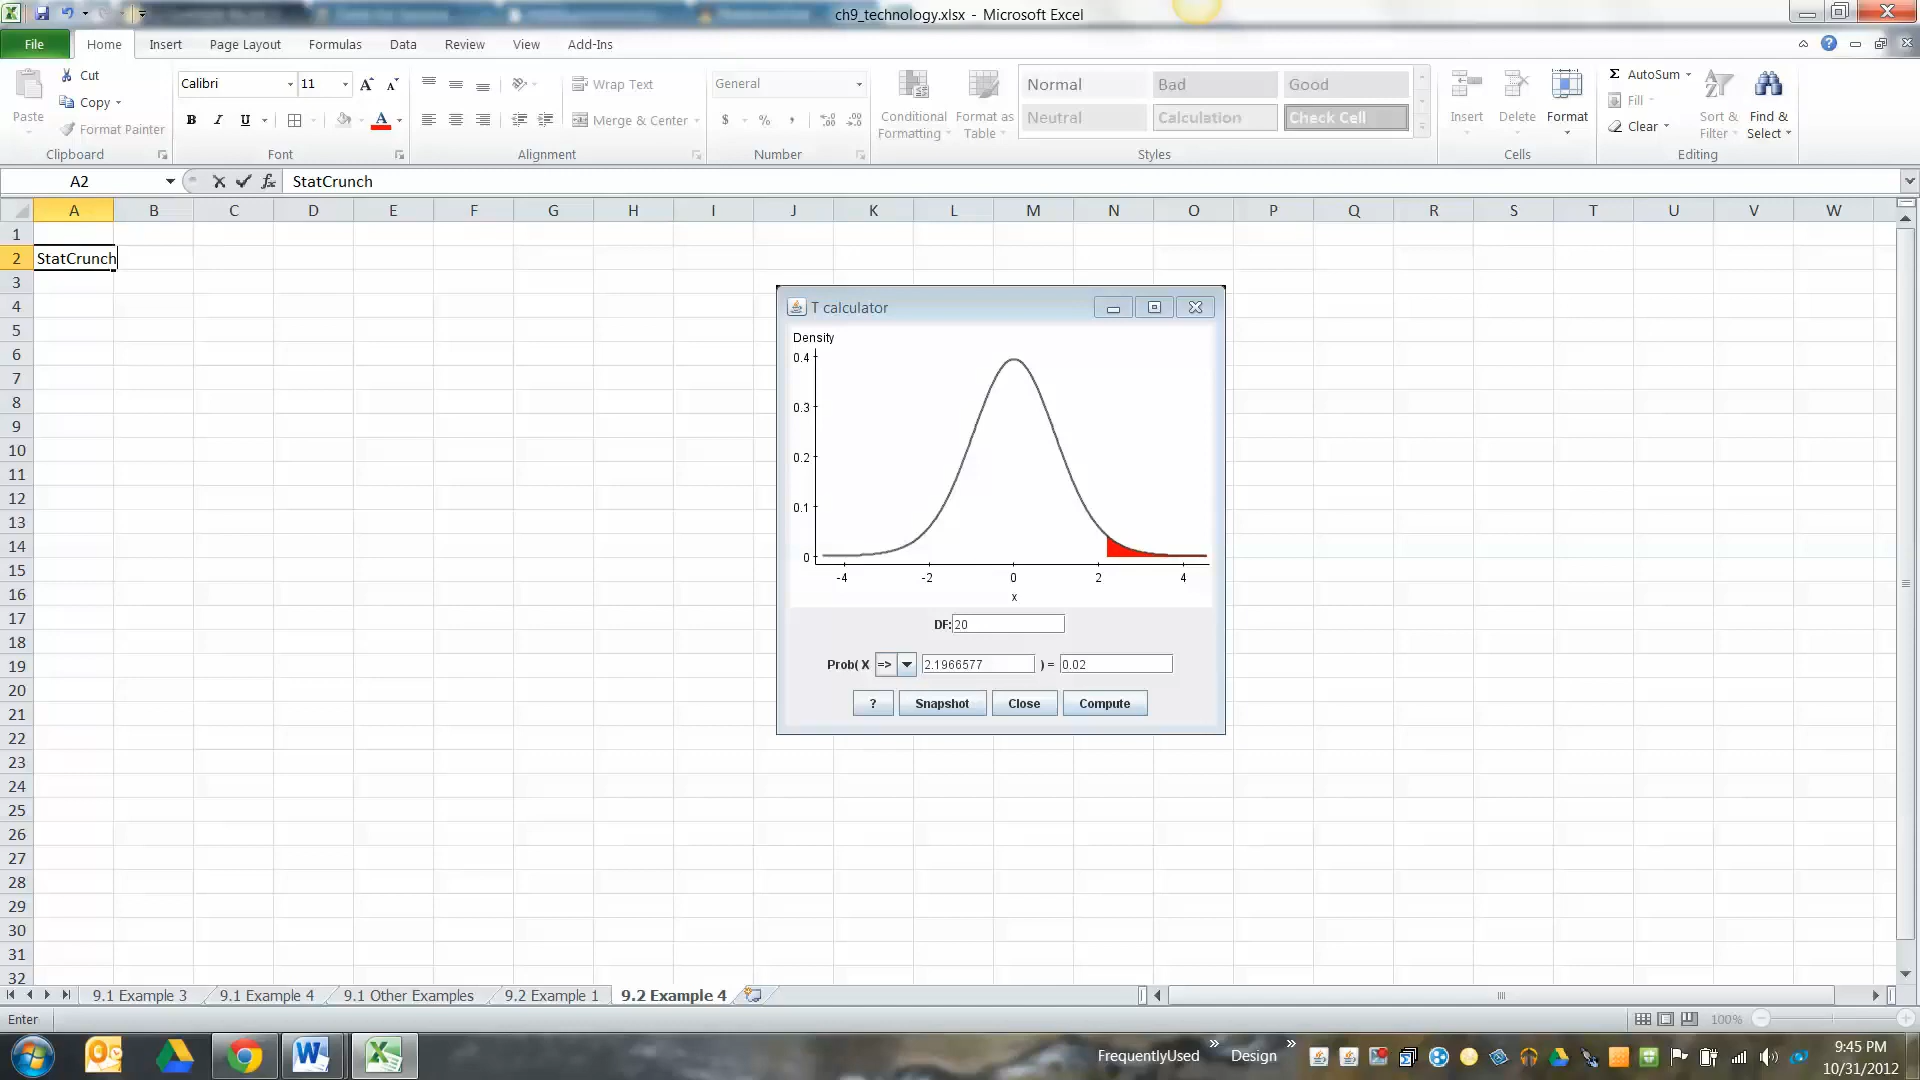 ch9_technology.xlsx - Microsoft Excel
File Home Insert Page Layout Formulas Data Review View Add-Ins
Paste
Cut
Copy
Format Painter
Clipboard
Calibri 11
B I U
Font
Wrap Text
Merge & Center
Alignment
General
$ % ,
Number
Conditional Formatting
Format as Table
Normal Bad Good
Neutral Calculation Check Cell
Styles
Insert Delete Format
Cells
AutoSum
Fill
Clear
Sort & Filter
Find & Select
Editing
A2 fx StatCrunch
A B C D E F G H I J K L M N O P Q R S T U V W
1
2 StatCrunch
3
4
5
6
7
8
9
10
11
12
13
14
15
16
17
18
19
20
21
22
23
24
25
26
27
28
29
30
31
32
T calculator
Density
0.4
0.3
0.2
0.1
0
-4 -2 0 2 4
x
DF: 20
Prob( X => 2.1966577 ) = 0.02
? Snapshot Close Compute
9.1 Example 3 9.1 Example 4 9.1 Other Examples 9.2 Example 1 9.2 Example 4
Enter 100%
FrequentlyUsed » Design »
9:45 PM
10/31/2012